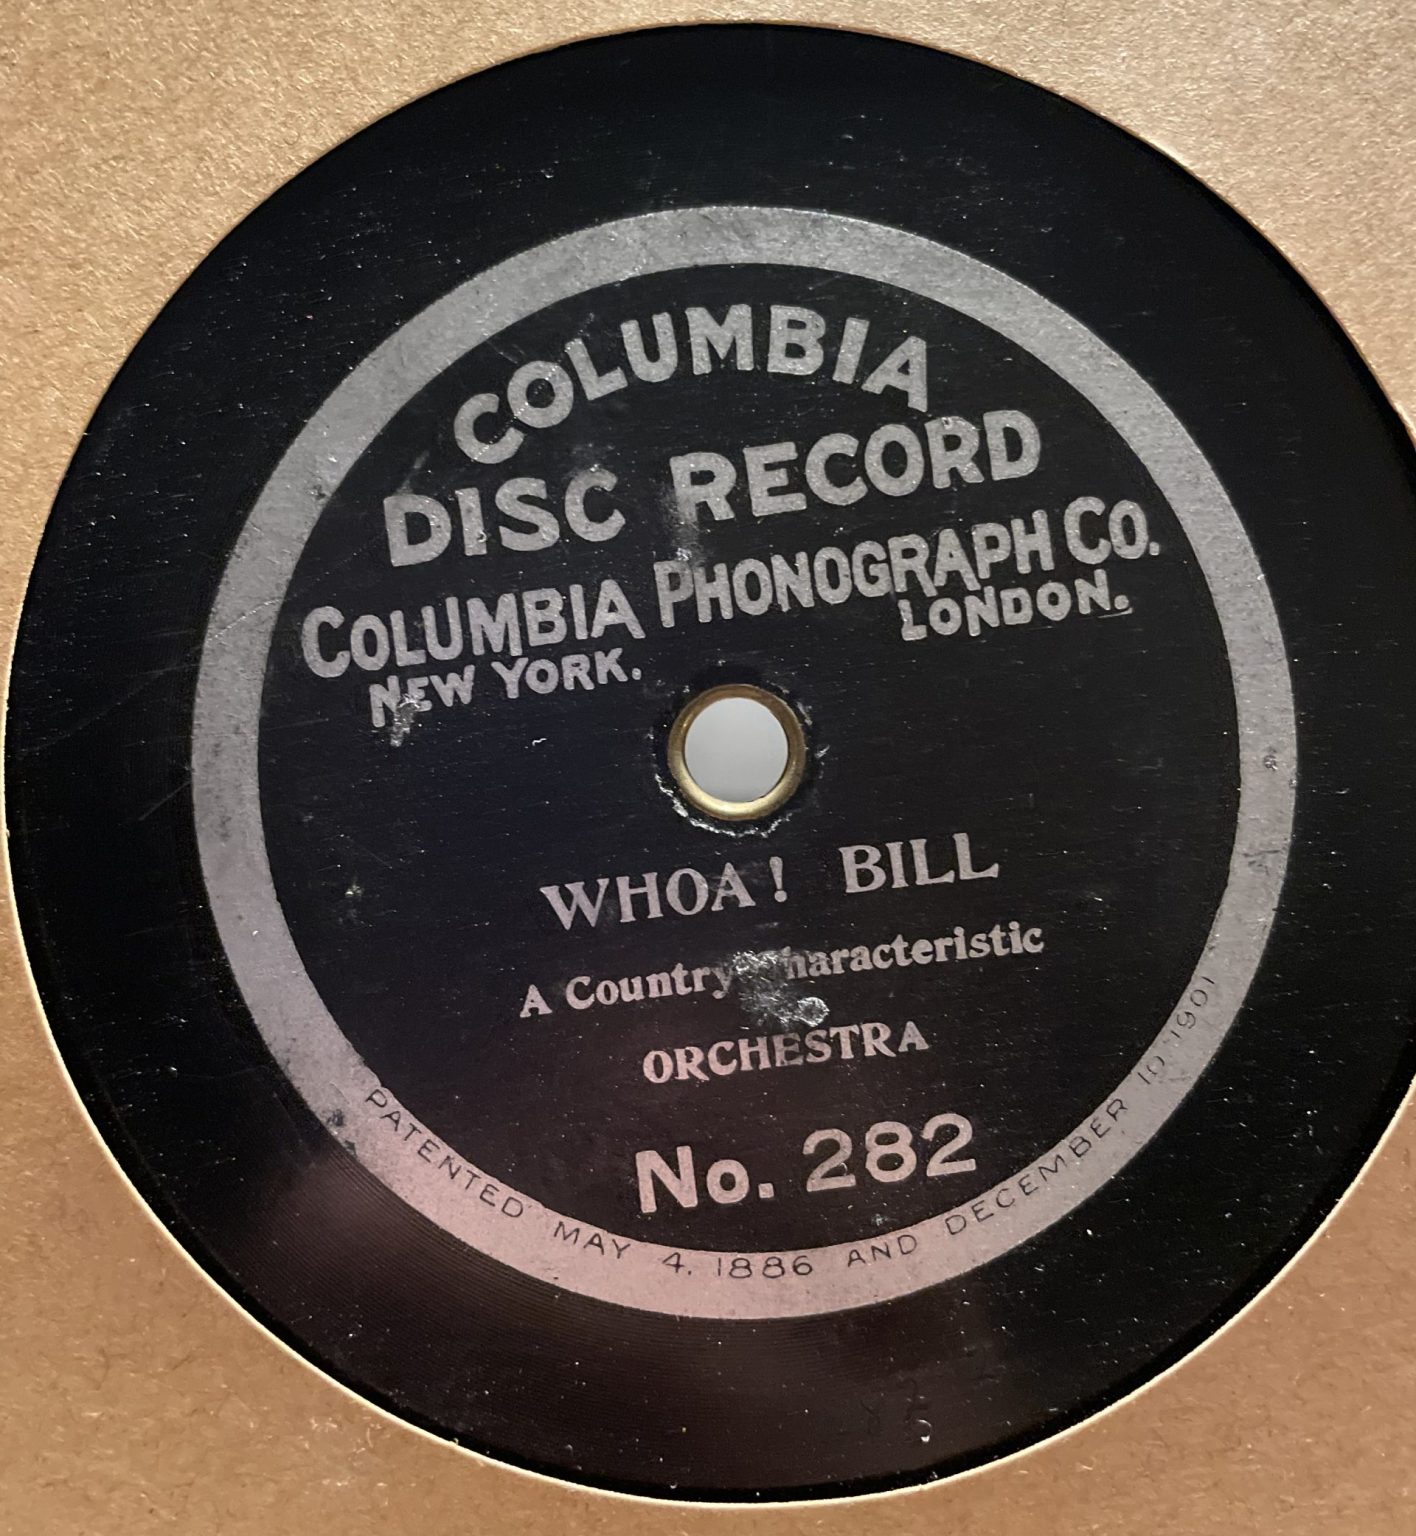 COLUMBIA
DISC RECORD
COLUMBIA PHONOGRAPH CO.
NEW YORK. LONDON.
WHOA! BILL
A Country Characteristic
ORCHESTRA
No. 282
PATENTED MAY 4, 1886 AND DECEMBER 10 1901